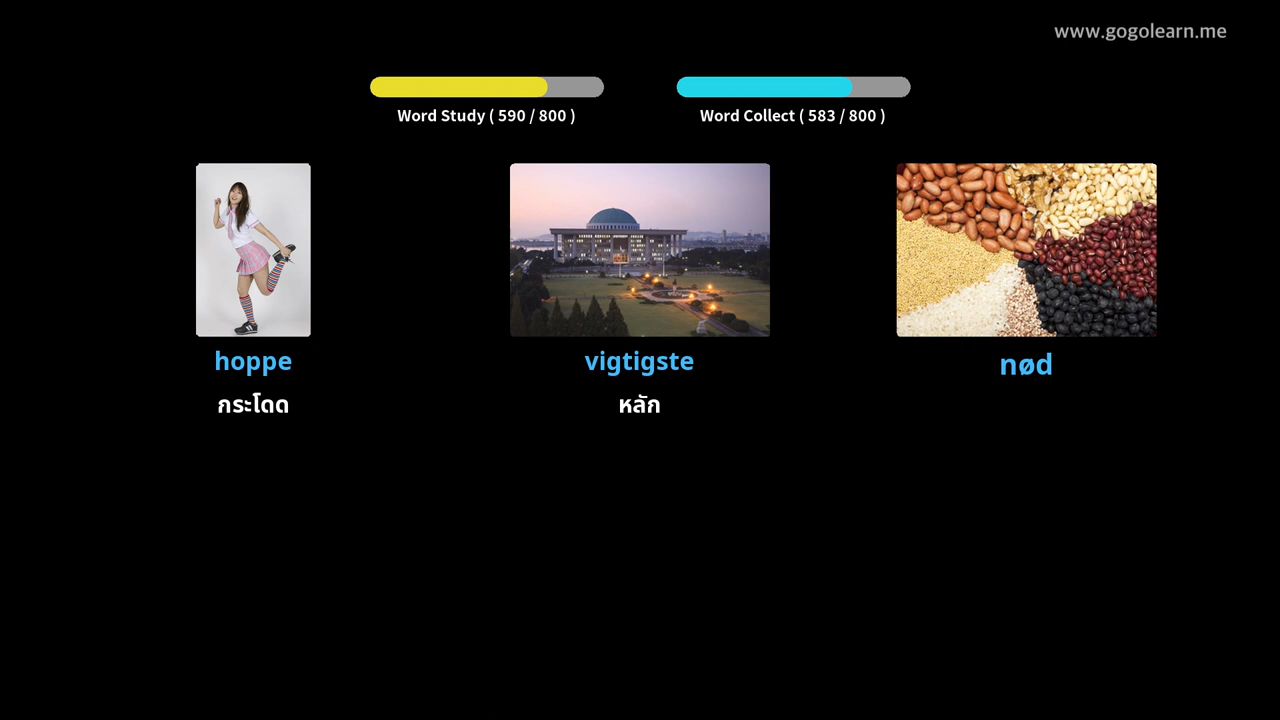 www.gogolearn.me
Word Study ( 590 / 800 )
Word Collect ( 583 / 800 )
hoppe
vigtigste
nød
กระโดด
หลัก